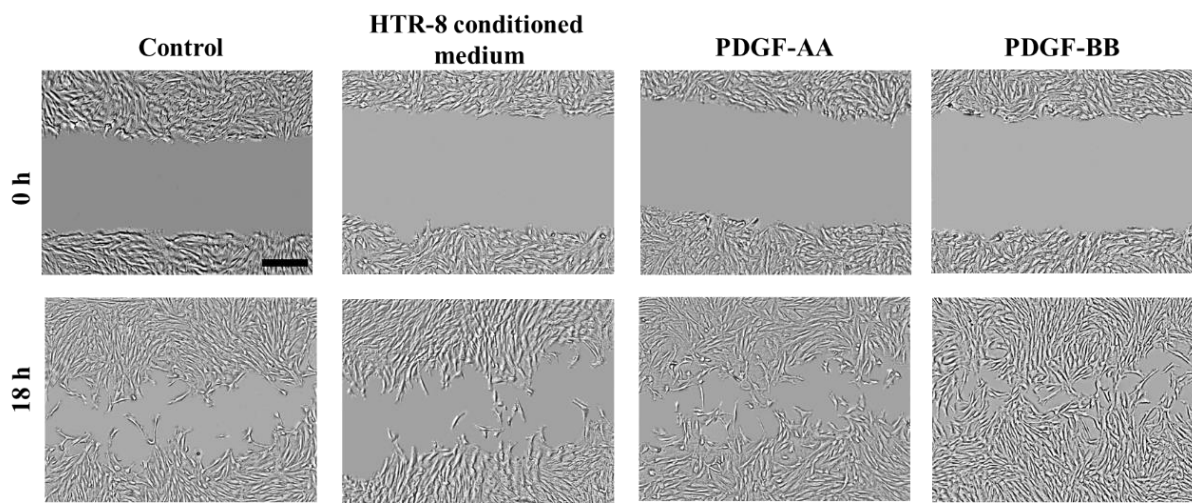 Control
HTR-8 conditioned
medium
PDGF-AA
PDGF-BB
0 h
18 h